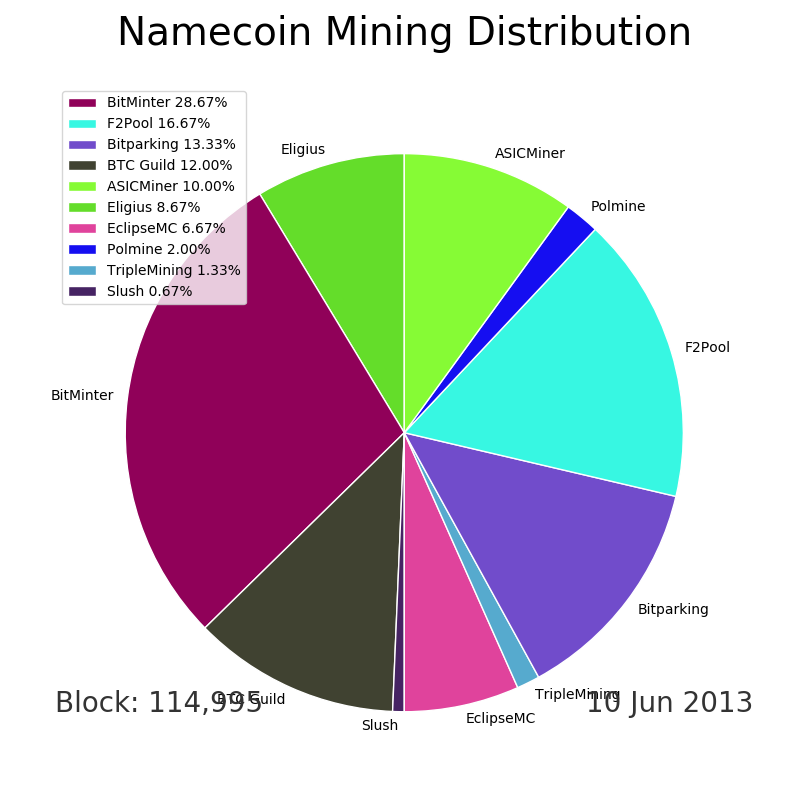 Namecoin Mining Distribution
BitMinter 28.67%
F2Pool 16.67%
Bitparking 13.33%
BTC Guild 12.00%
ASICMiner 10.00%
Eligius 8.67%
EclipseMC 6.67%
Polmine 2.00%
TripleMining 1.33%
Slush 0.67%
Eligius
ASICMiner
Polmine
F2Pool
BitMinter
Bitparking
TripleMining
BTC Guild
EclipseMC
Slush
Block: 114,995
10 Jun 2013